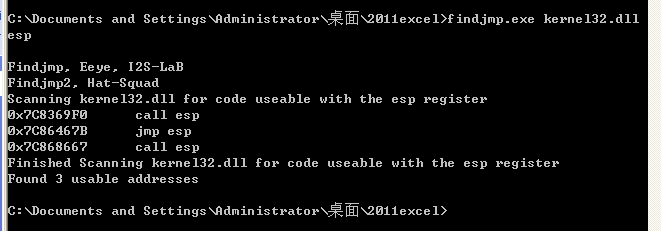 C:\Documents and Settings\Administrator\桌面\2011excel>findjmp.exe kernel32.dll
esp
Findjmp, Eeye, I2S-LaB
Findjmp2, Hat-Squad
Scanning kernel32.dll for code useable with the esp register
0x7C8369F0 call esp
0x7C86467B jmp esp
0x7C868667 call esp
Finished Scanning kernel32.dll for code useable with the esp register
Found 3 usable addresses
C:\Documents and Settings\Administrator\桌面\2011excel>